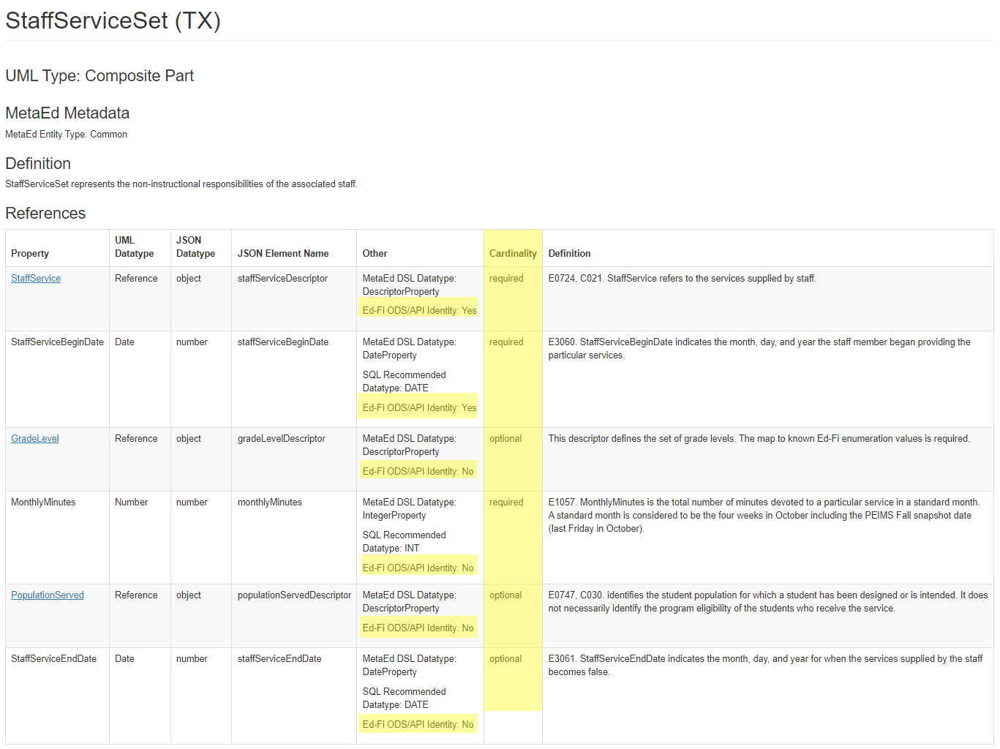 StaffServiceSet (TX)
UML Type: Composite Part
MetaEd Metadata
MetaEd Entity Type: Common
Definition
StaffServiceSet represents the non-instructional responsibilities of the associated staff.
References
Property
UML
Datatype
JSON
Datatype
JSON Element Name
Other
Cardinality
Definition
StaffService
Reference
object
staffServiceDescriptor
MetaEd DSL Datatype:
DescriptorProperty
Ed-Fi ODS/API Identity: Yes
required
E0724, C021. StaffService refers to the services supplied by staff.
StaffServiceBeginDate
Date
number
staffServiceBeginDate
MetaEd DSL Datatype:
DateProperty
SQL Recommended
Datatype: DATE
Ed-Fi ODS/API Identity: Yes
required
E3060. StaffServiceBeginDate indicates the month, day, and year the staff member began providing the
particular services.
GradeLevel
Reference
object
gradeLevelDescriptor
MetaEd DSL Datatype:
DescriptorProperty
Ed-Fi ODS/API Identity: No
optional
This descriptor defines the set of grade levels. The map to known Ed-Fi enumeration values is required.
MonthlyMinutes
Number
number
monthlyMinutes
MetaEd DSL Datatype:
IntegerProperty
SQL Recommended
Datatype: INT
Ed-Fi ODS/API Identity: No
required
E1057. MonthlyMinutes is the total number of minutes devoted to a particular service in a standard month.
A standard month is considered to be the four weeks in October including the PEIMS Fall snapshot date
(last Friday in October).
PopulationServed
Reference
object
populationServedDescriptor
MetaEd DSL Datatype:
DescriptorProperty
Ed-Fi ODS/API Identity: No
optional
E0747, C030. identifies the student population for which a student has been designed or is intended. It does
not necessarily identify the program eligibility of the students who receive the service.
StaffServiceEndDate
Date
number
staffServiceEndDate
MetaEd DSL Datatype:
DateProperty
SQL Recommended
Datatype: DATE
Ed-Fi ODS/API Identity: No
optional
E3061. StaffServiceEndDate indicates the month, day, and year for when the services supplied by the staff
becomes false.